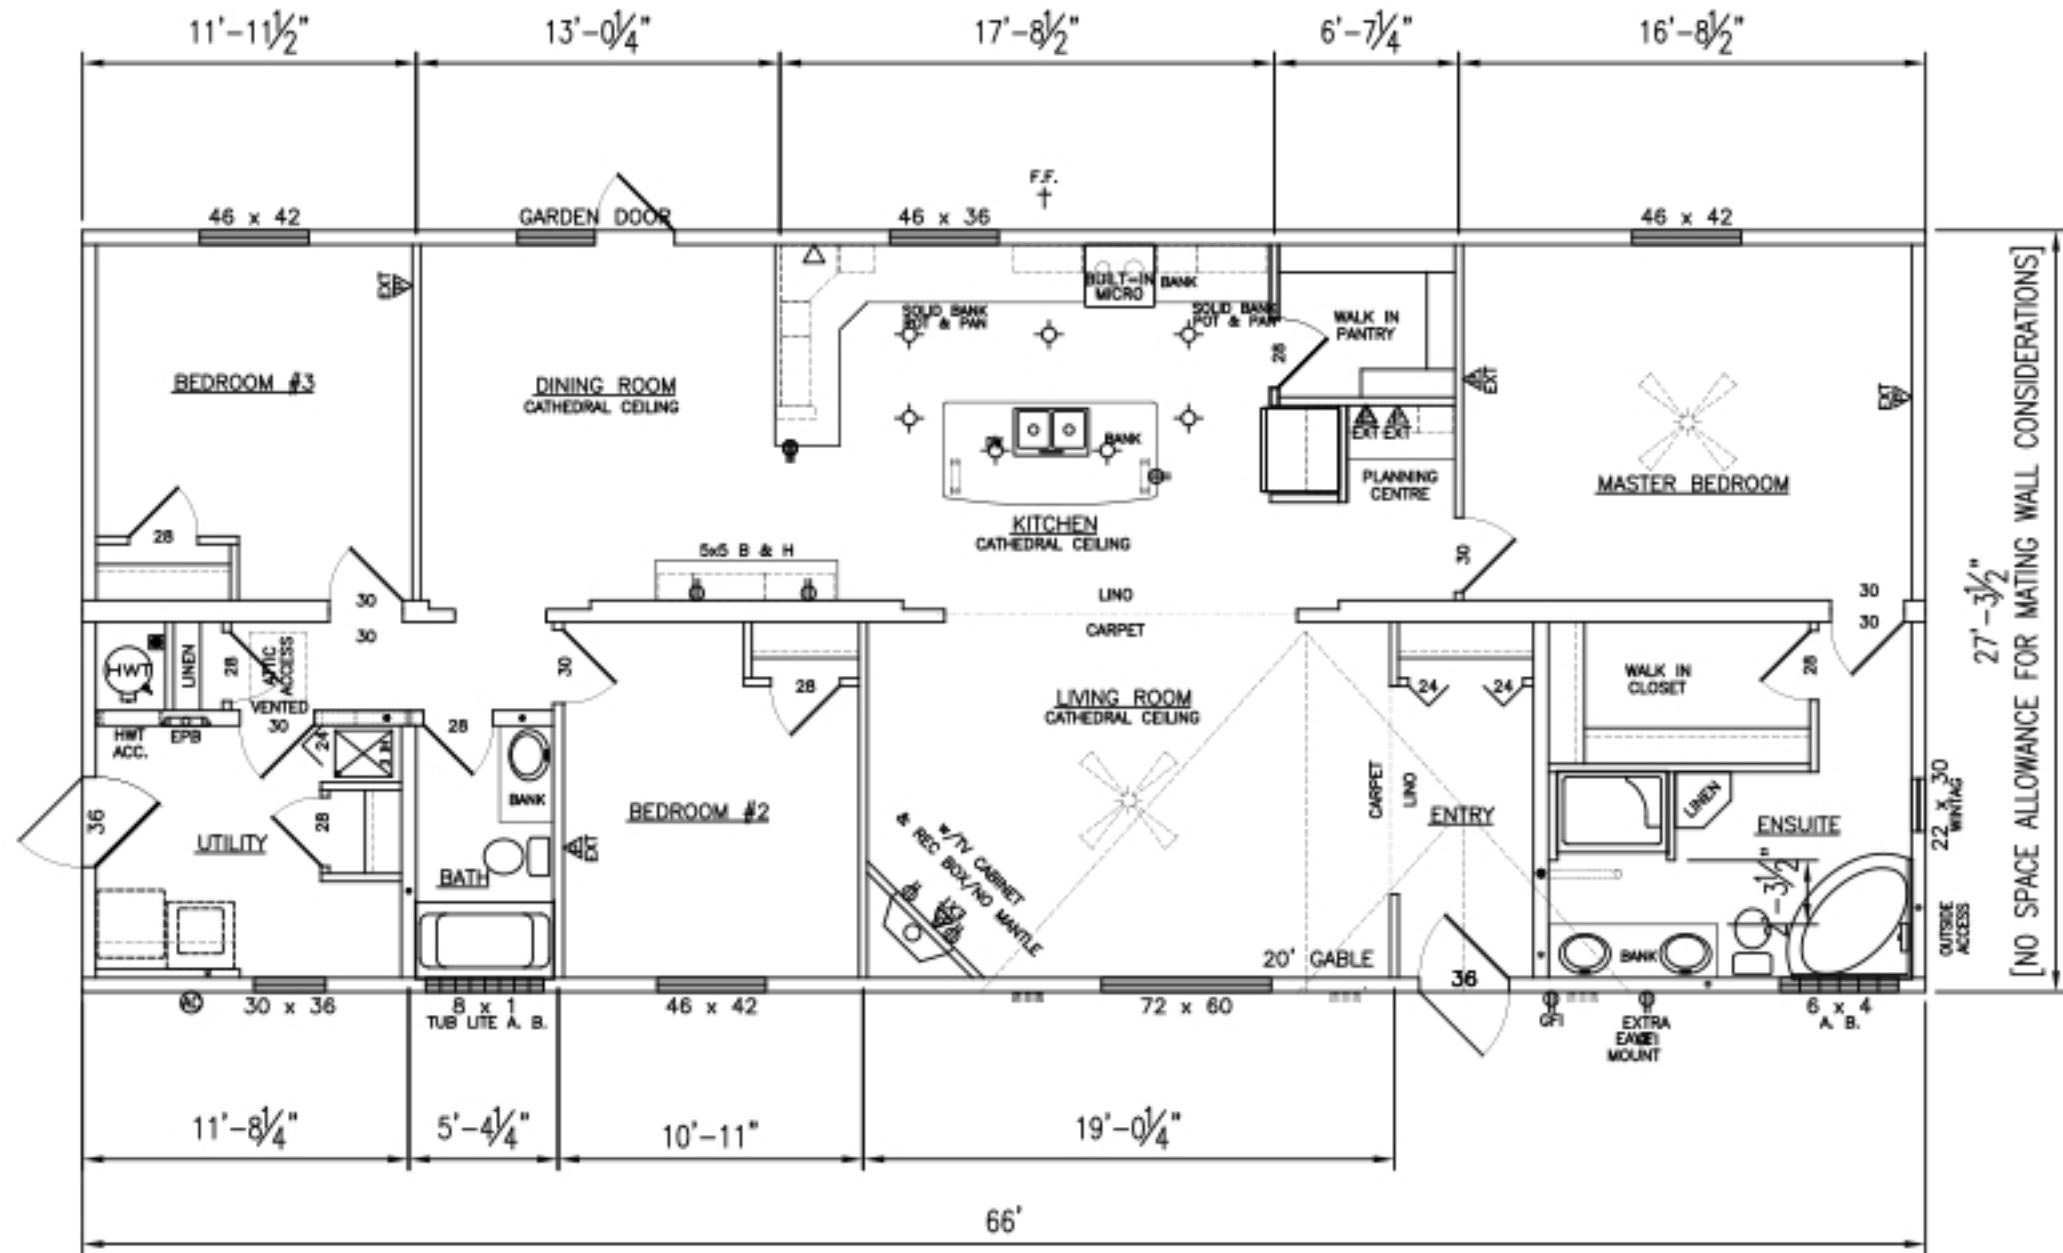 11'-11½" 13'-0¼" 17'-8½" 6'-7¼" 16'-8½"
F.F.
46 x 42
GARDEN DOOR
46 x 36
46 x 42
EXT
BUILT-IN
MICRO
BANK
SOLID BANK
POT & PAN
SOLID BANK
POT & PAN
WALK IN
PANTRY
28
BEDROOM #3
DINING ROOM
CATHEDRAL CEILING
EXT
EXT
BANK
EXT EXT
PLANNING
CENTRE
MASTER BEDROOM
KITCHEN
CATHEDRAL CEILING
28
5x5 B & H
30
LINO
30
30
CARPET
30
30
HWT
LINEN
28
ATTIC
ACCESS
VENTED
30
30
28
LIVING ROOM
CATHEDRAL CEILING
24
24
WALK IN
CLOSET
28
HWT
ACC.
EPB
24
28
BANK
CARPET
LINO
ENTRY
LINEN
ENSUITE
22 x 30
WINTAG
36
UTILITY
28
BEDROOM #2
EXT
BATH
W/TV CABINET
& REC BOX/NO MANTLE
EXT
BANK
OUTSIDE
ACCESS
20' GABLE
36
27'-3½"
[NO SPACE ALLOWANCE FOR MATING WALL CONSIDERATIONS]
AC
30 x 36
8 x 1
TUB LITE A. B.
46 x 42
72 x 60
GFI
EXTRA
MOUNT
6 x 4
A. B.
11'-8¼" 5'-4¼" 10'-11" 19'-0¼"
66'